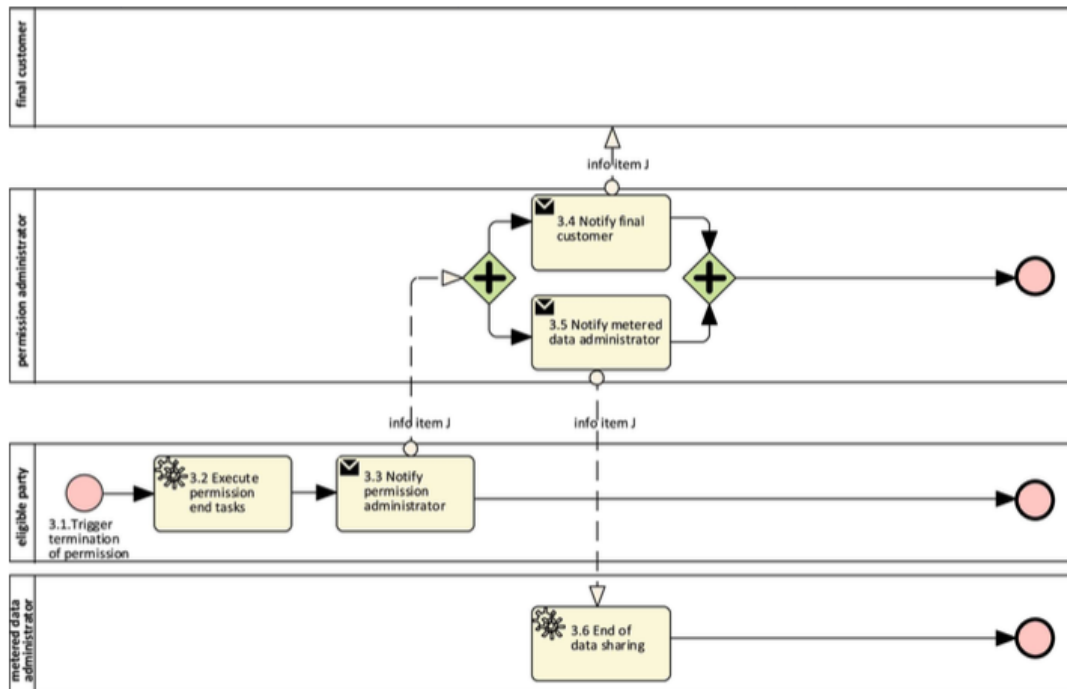 final customer
info item J
permission administrator
3.4 Notify final
customer
3.5 Notify metered
data administrator
info item J
info item J
eligible party
3.1.Trigger
termination
of permission
3.2 Execute
permission
end tasks
3.3 Notify
permission
administrator
metered data
administrator
3.6 End of
data sharing